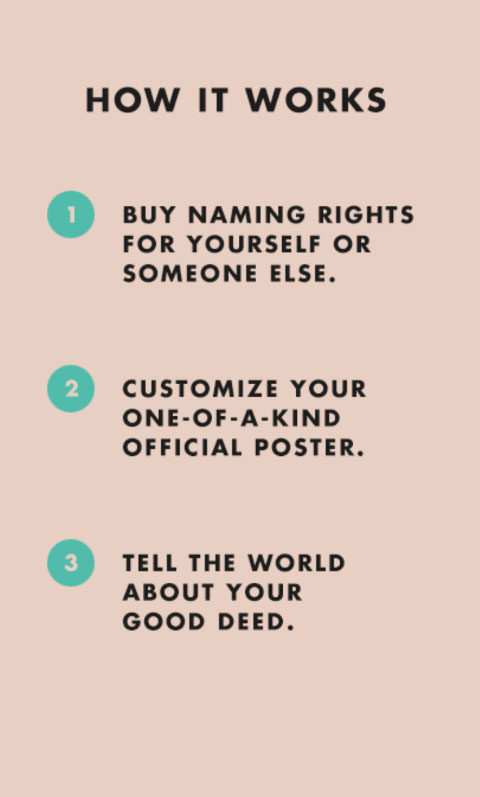 HOW IT WORKS
1
BUY NAMING RIGHTS
FOR YOURSELF OR
SOMEONE ELSE.
2
CUSTOMIZE YOUR
ONE-OF-A-KIND
OFFICIAL POSTER.
3
TELL THE WORLD
ABOUT YOUR
GOOD DEED.